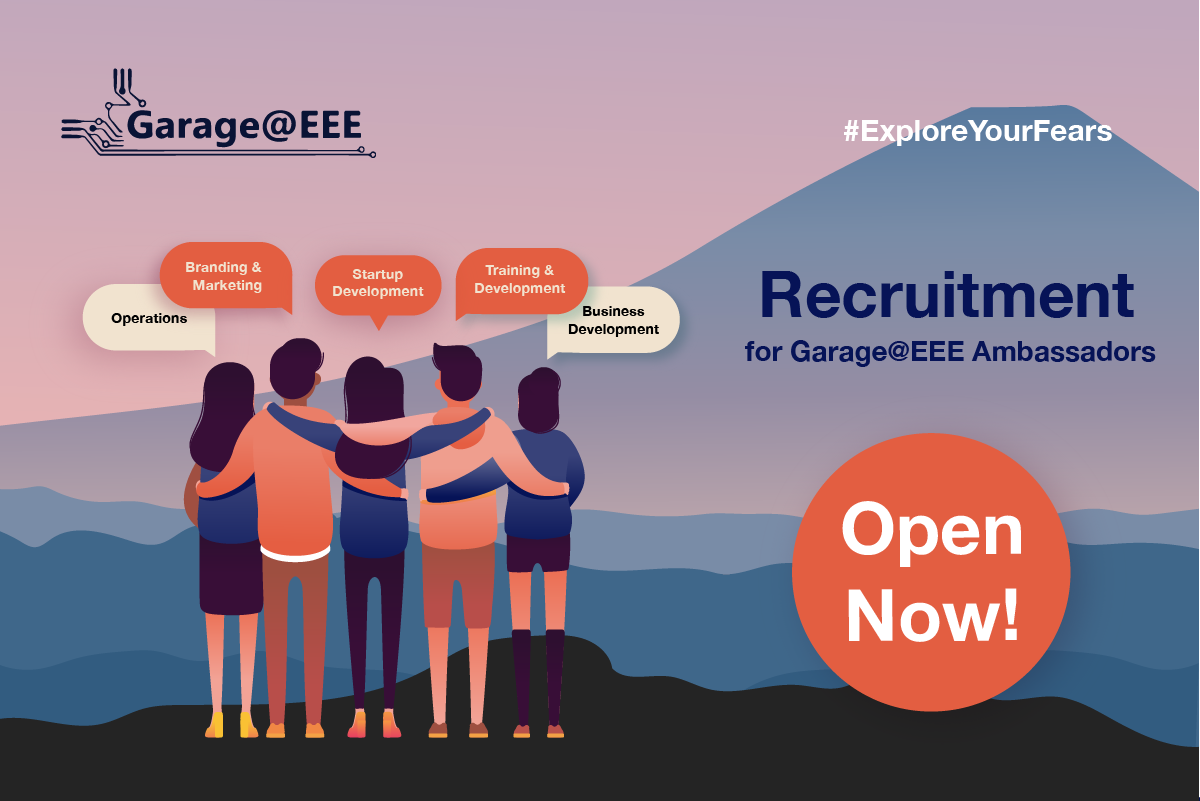 Garage@EEE
#ExploreYourFears
Branding &
Marketing
Startup
Development
Training &
Development
Operations
Business
Development
Recruitment
for Garage@EEE Ambassadors
Open
Now!